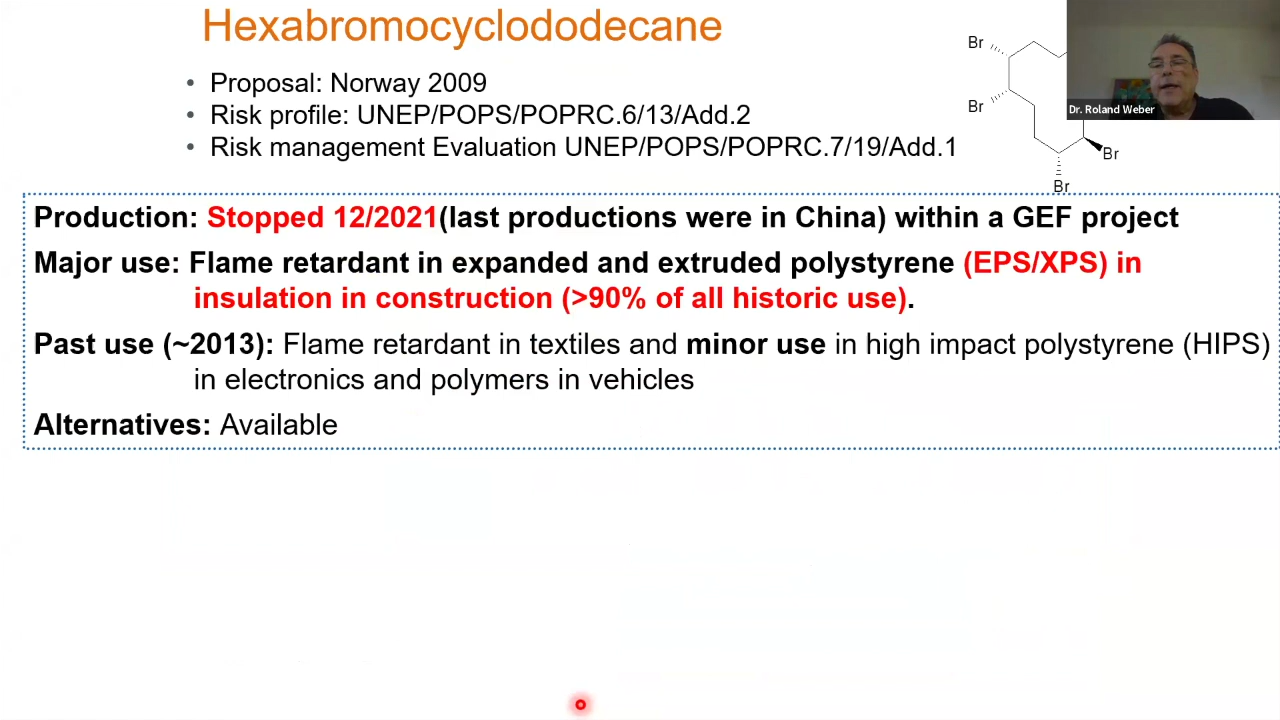 Hexabromocyclododecane
• Proposal: Norway 2009
• Risk profile: UNEP/POPS/POPRC.6/13/Add.2
• Risk management Evaluation UNEP/POPS/POPRC.7/19/Add.1
Br
Br
Br
Br
Dr. Roland Weber
Production: Stopped 12/2021(last productions were in China) within a GEF project
Major use: Flame retardant in expanded and extruded polystyrene (EPS/XPS) in
insulation in construction (>90% of all historic use).
Past use (~2013): Flame retardant in textiles and minor use in high impact polystyrene (HIPS)
in electronics and polymers in vehicles
Alternatives: Available